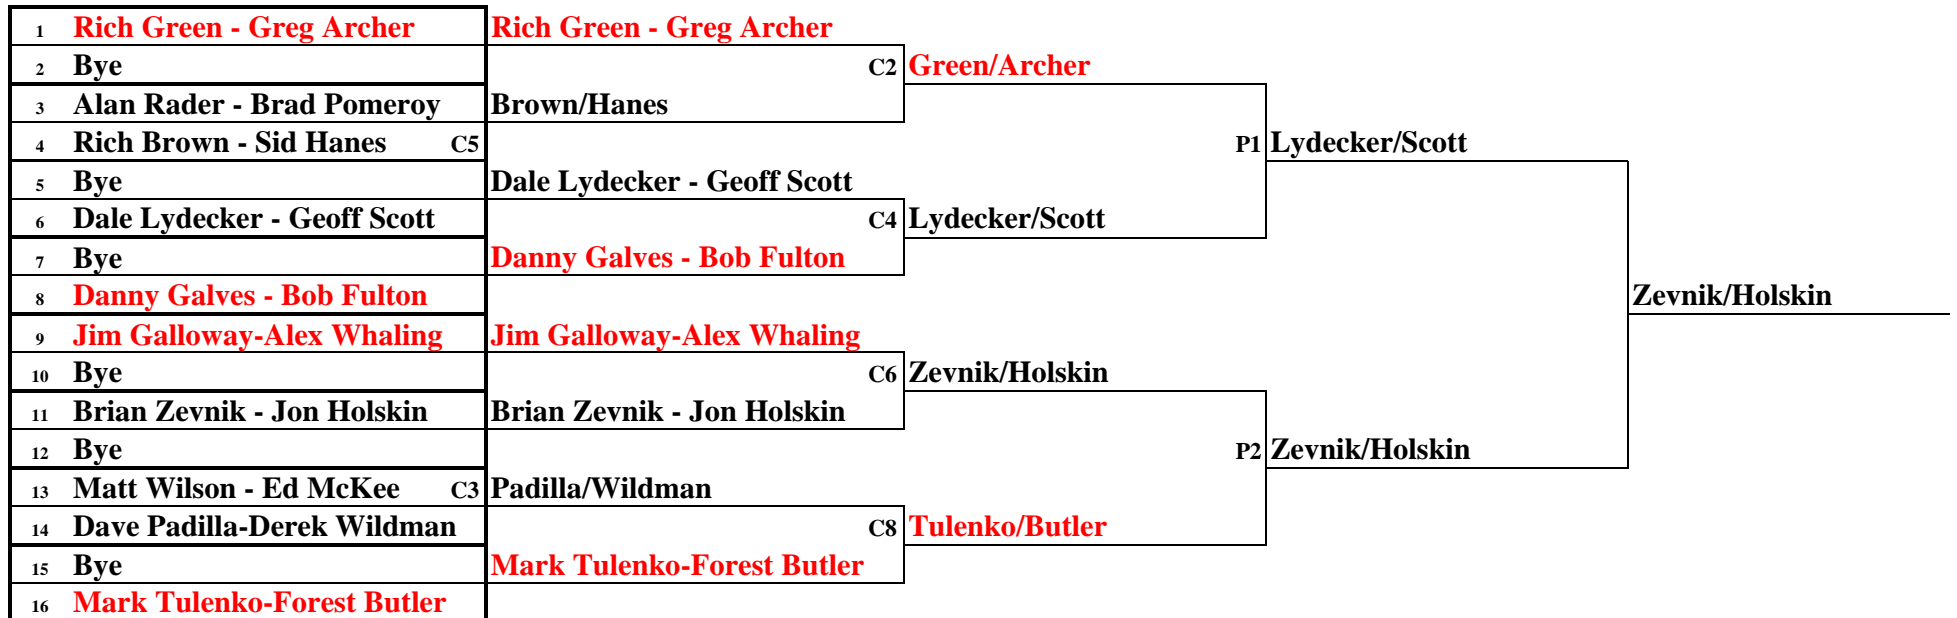 1 Rich Green - Greg Archer Rich Green - Greg Archer
2 Bye C2 Green/Archer
3 Alan Rader - Brad Pomeroy Brown/Hanes
4 Rich Brown - Sid Hanes C5 P1 Lydecker/Scott
5 Bye Dale Lydecker - Geoff Scott
6 Dale Lydecker - Geoff Scott C4 Lydecker/Scott
7 Bye Danny Galves - Bob Fulton
8 Danny Galves - Bob Fulton Zevnik/Holskin
9 Jim Galloway-Alex Whaling Jim Galloway-Alex Whaling
10 Bye C6 Zevnik/Holskin
11 Brian Zevnik - Jon Holskin Brian Zevnik - Jon Holskin
12 Bye P2 Zevnik/Holskin
13 Matt Wilson - Ed McKee C3 Padilla/Wildman
14 Dave Padilla-Derek Wildman C8 Tulenko/Butler
15 Bye Mark Tulenko-Forest Butler
16 Mark Tulenko-Forest Butler